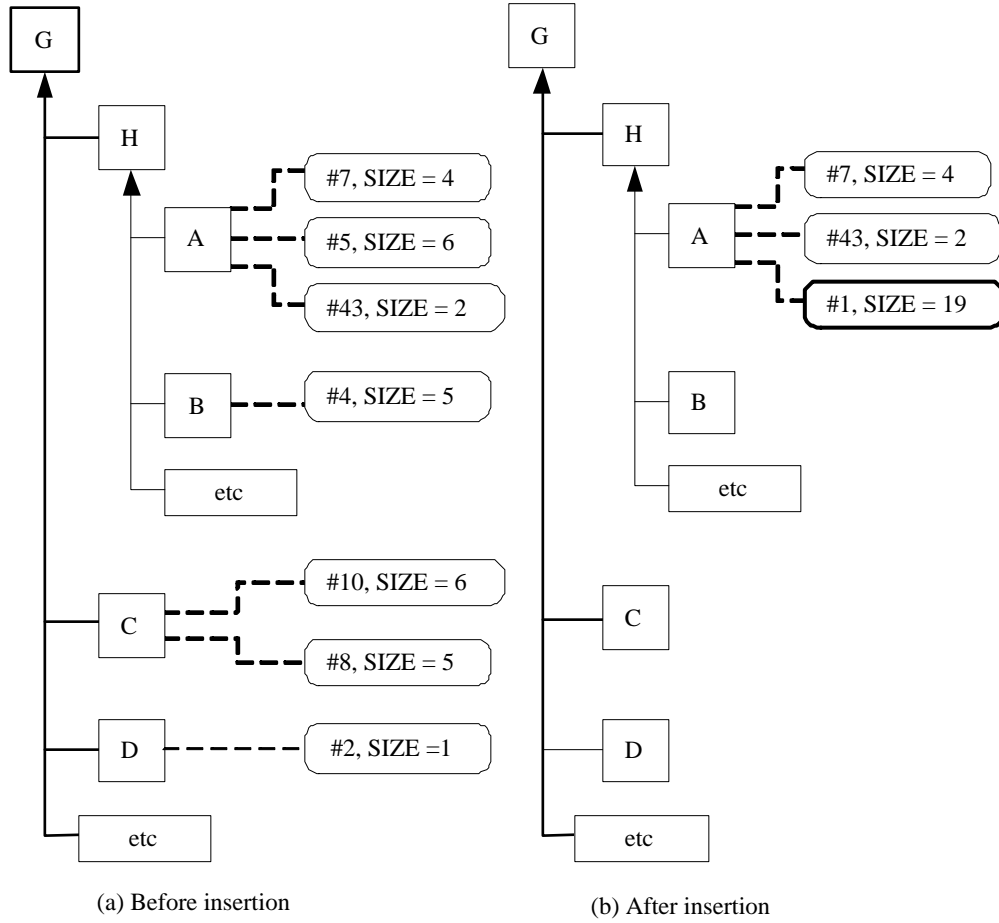 G
H
A
#7, SIZE = 4
#5, SIZE = 6
#43, SIZE = 2
B
#4, SIZE = 5
etc
C
#10, SIZE = 6
#8, SIZE = 5
D
#2, SIZE =1
etc
(a) Before insertion
G
H
A
#7, SIZE = 4
#43, SIZE = 2
#1, SIZE = 19
B
etc
C
D
etc
(b) After insertion